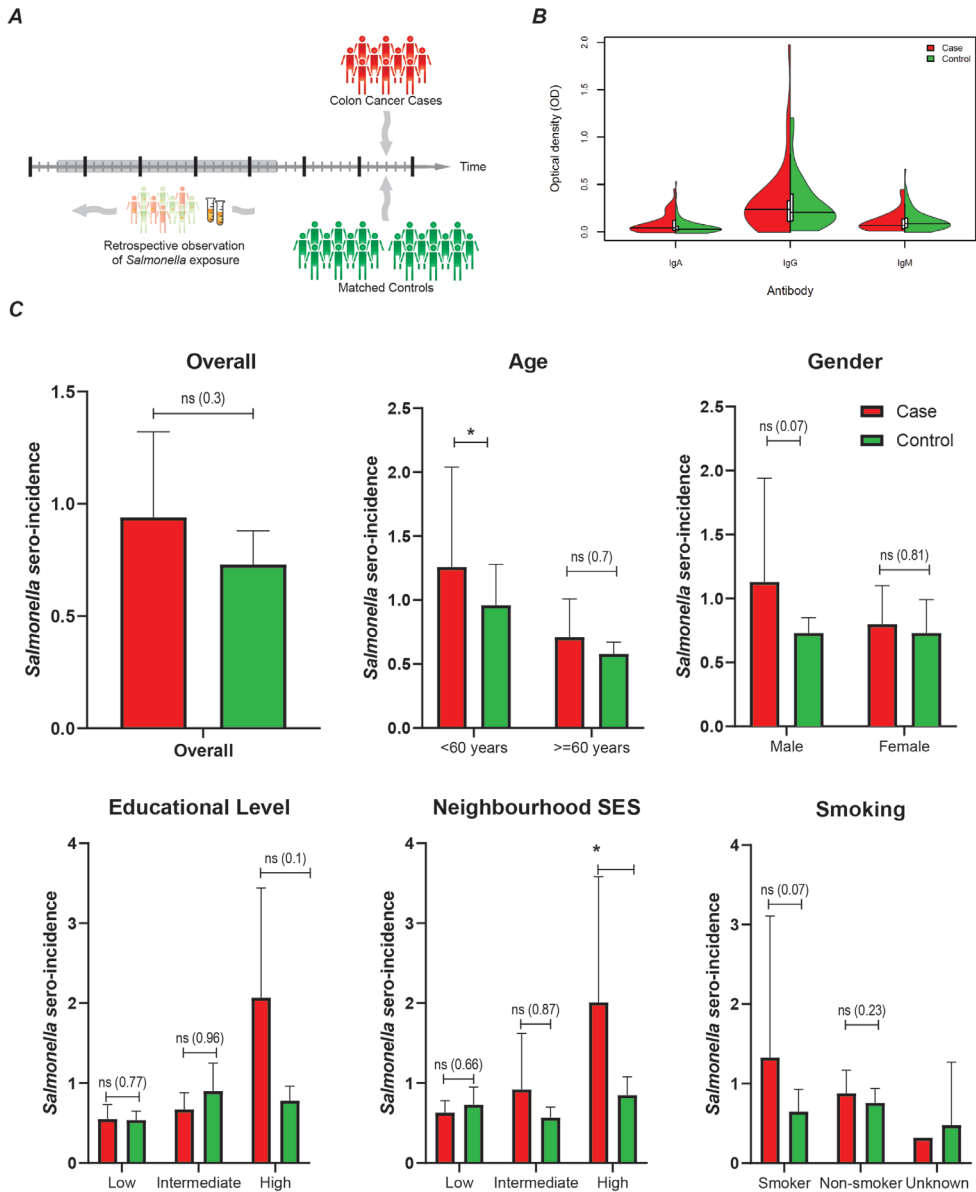 A
Colon Cancer Cases
Time
Retrospective observation
of Salmonella exposure
Matched Controls
B
Case
Control
Optical density (OD)
2.0
1.5
1.0
0.5
0.0
IgA
IgG
IgM
Antibody
C
Overall
Salmonella sero-incidence
1.5
1.0
0.5
0.0
ns (0.3)
Overall
Age
Salmonella sero-incidence
2.5
2.0
1.5
1.0
0.5
0.0
*
ns (0.7)
<60 years
>=60 years
Gender
Salmonella sero-incidence
2.5
2.0
1.5
1.0
0.5
0.0
ns (0.07)
ns (0.81)
Case
Control
Male
Female
Educational Level
Salmonella sero-incidence
4
3
2
1
0
ns (0.77)
ns (0.96)
ns (0.1)
Low
Intermediate
High
Neighbourhood SES
Salmonella sero-incidence
4
3
2
1
0
ns (0.66)
ns (0.87)
*
Low
Intermediate
High
Smoking
Salmonella sero-incidence
4
3
2
1
0
ns (0.07)
ns (0.23)
Smoker
Non-smoker
Unknown